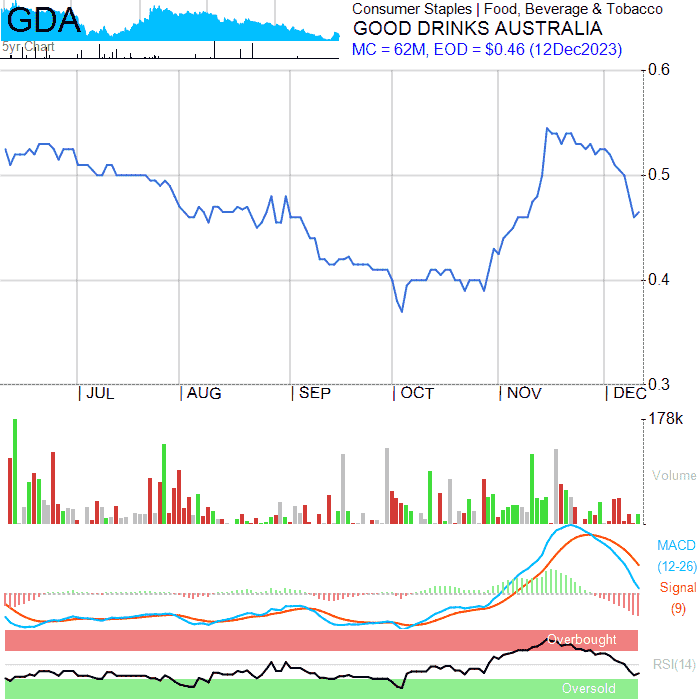 GDA
5yr Chart
Consumer Staples | Food, Beverage & Tobacco
GOOD DRINKS AUSTRALIA
MC = 62M, EOD = $0.46 (12Dec2023)
0.6
0.5
0.4
0.3
| JUL | AUG | SEP | OCT | NOV | DEC
178k
Volume
MACD
(12-26)
Signal
(9)
Overbought
RSI(14)
Oversold